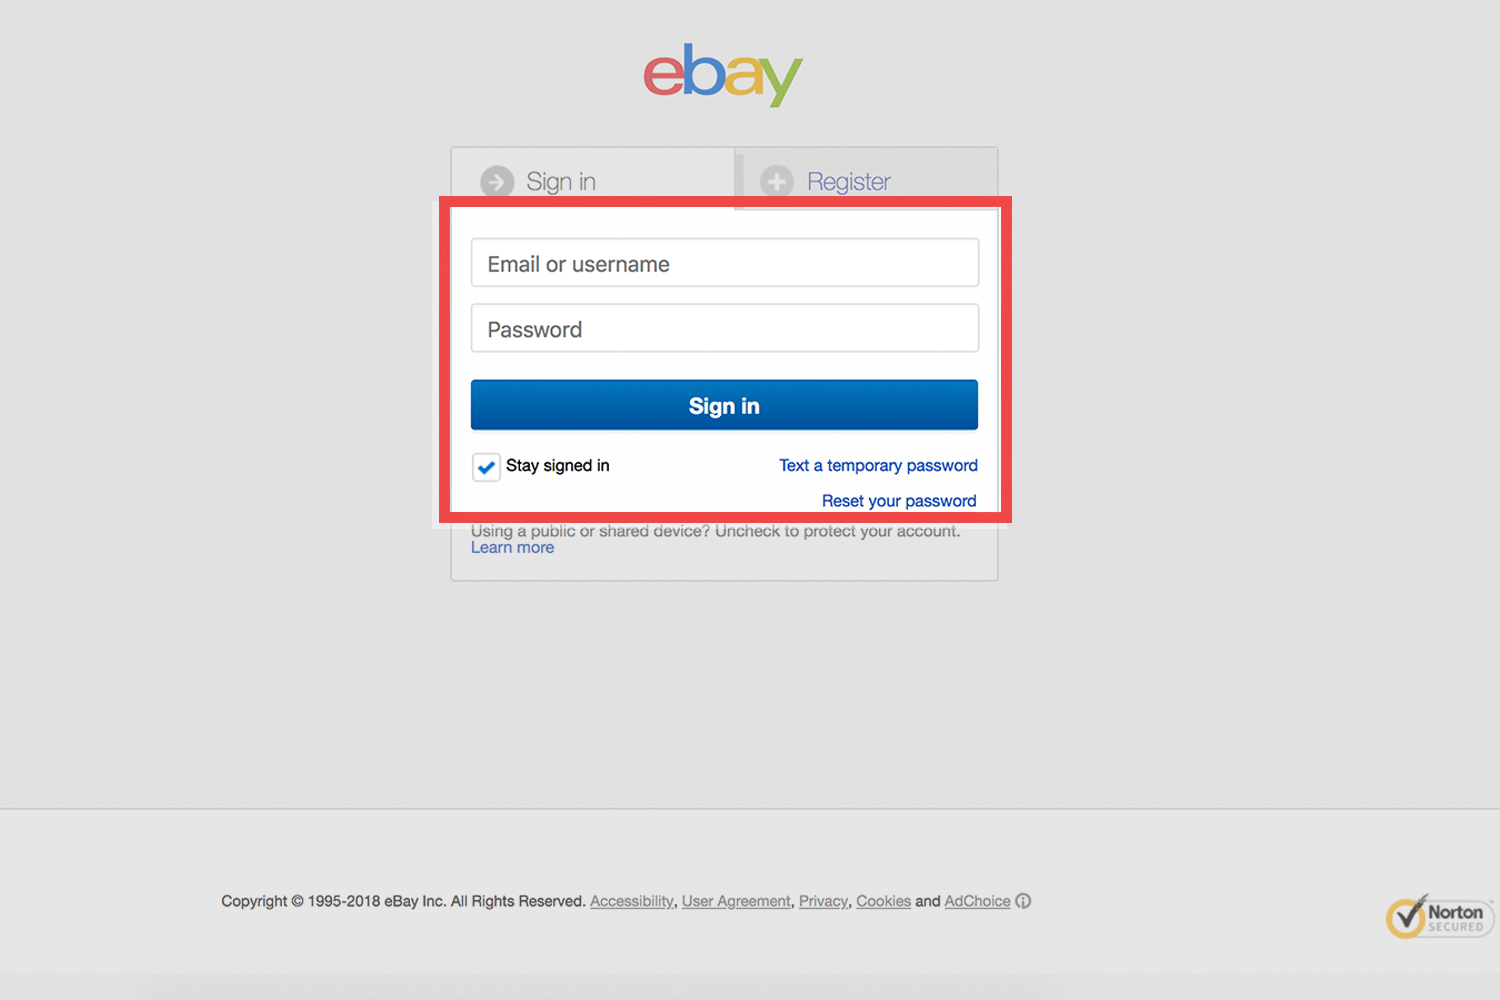 ebay
Sign in
Register
Email or username
Password
Sign in
Stay signed in
Text a temporary password
Reset your password
Using a public or shared device? Uncheck to protect your account.
Learn more
Copyright © 1995-2018 eBay Inc. All Rights Reserved. Accessibility, User Agreement, Privacy, Cookies and AdChoice
Norton
SECURED